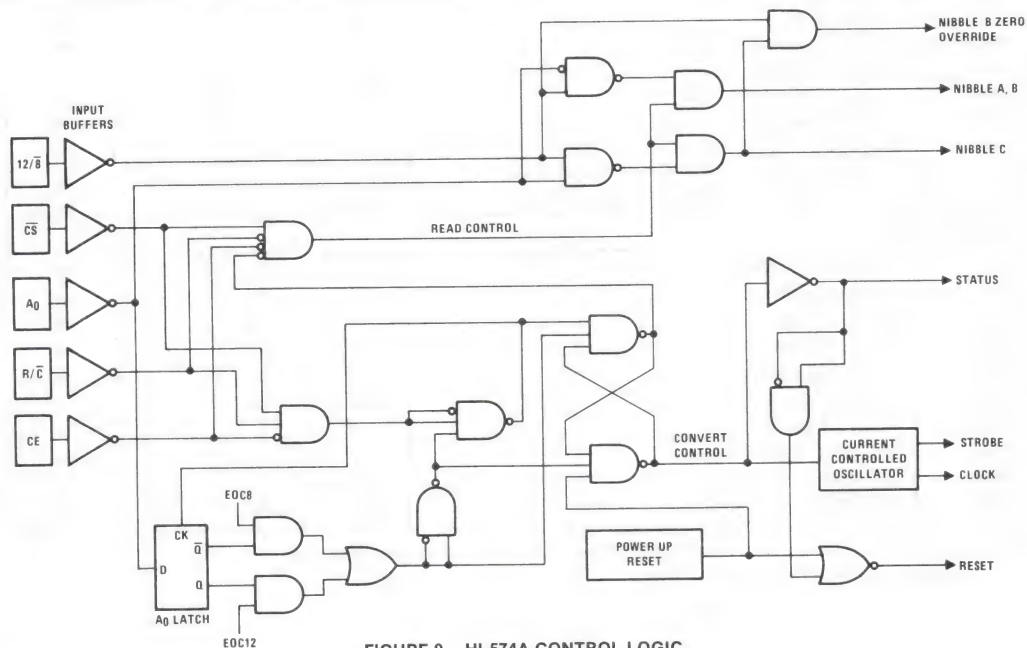 NIBBLE B ZERO
OVERRIDE
NIBBLE A, B
INPUT
BUFFERS
12/8̅
NIBBLE C
C̅S̅
READ CONTROL
A0
STATUS
R/C̅
CE
CONVERT
CONTROL
CURRENT
CONTROLLED
OSCILLATOR
STROBE
CLOCK
EOC8
CK
Q̅
D
Q
POWER UP
RESET
RESET
A0 LATCH
EOC12
FIGURE 9. HI-574A CONTROL LOGIC